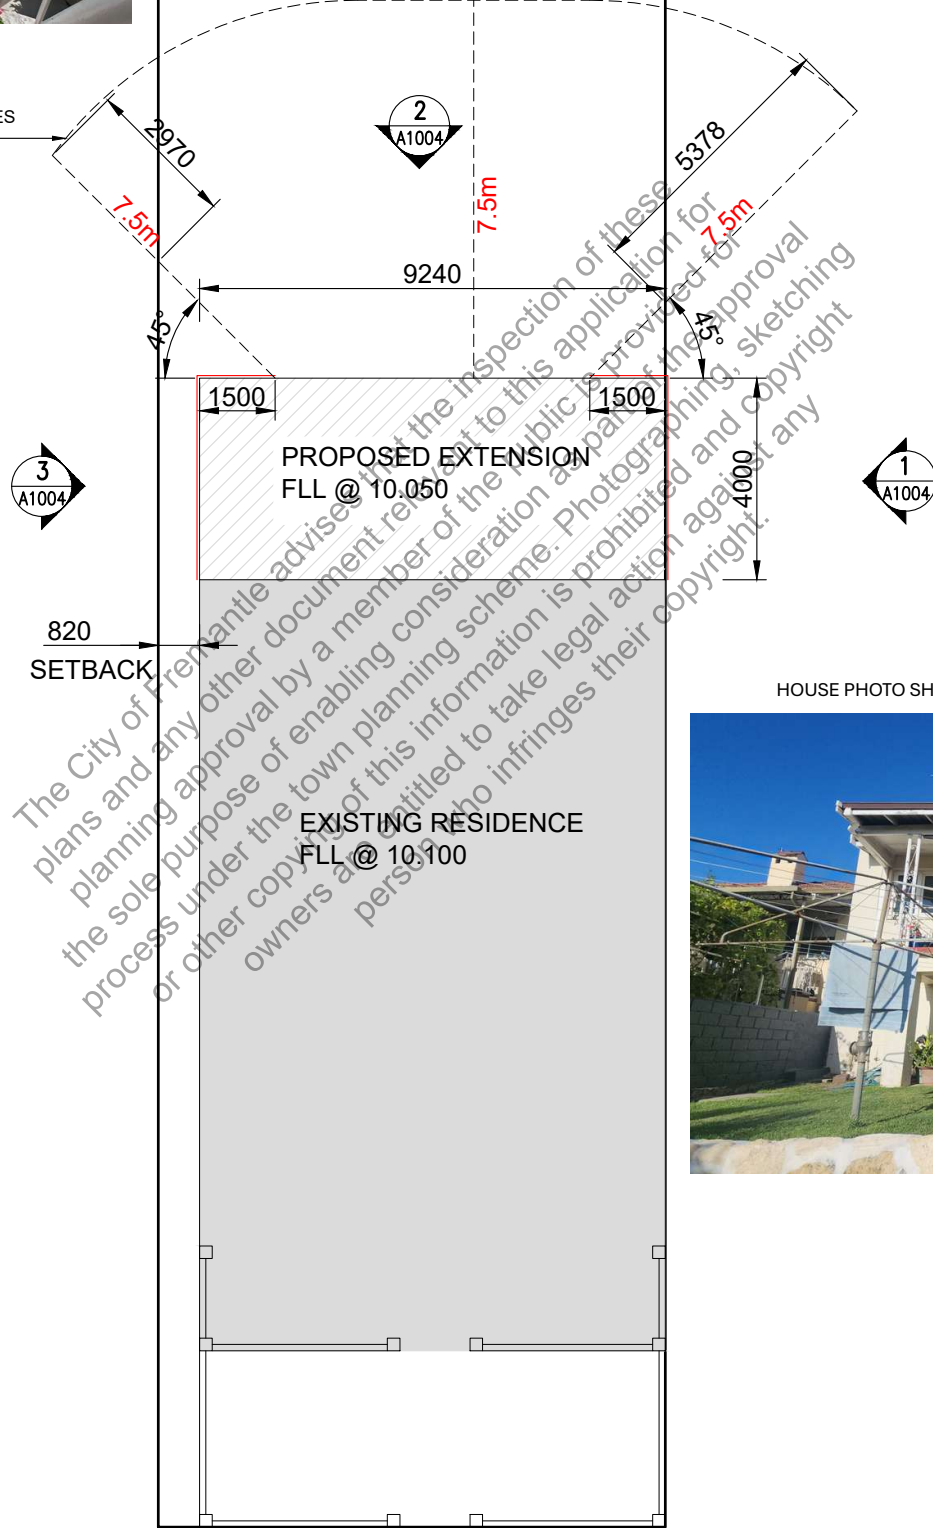 ES
2
A1004
2970
5378
7.5m
7.5m
7.5m
9240
45°
45°
1500
1500
PROPOSED EXTENSION
FLL @ 10.050
4000
3
A1004
1
A1004
820
SETBACK
HOUSE PHOTO SH
EXISTING RESIDENCE
FLL @ 10.100
The City of Fremantle advises that the inspection of these
plans and any other document relevant to this application for
planning approval by a member of the public is provided for
the sole purpose of enabling consideration as part of the approval
process under the town planning scheme. Photographing, sketching
or other copying of this information is prohibited and copyright
owners are entitled to take legal action against any
person who infringes their copyright.